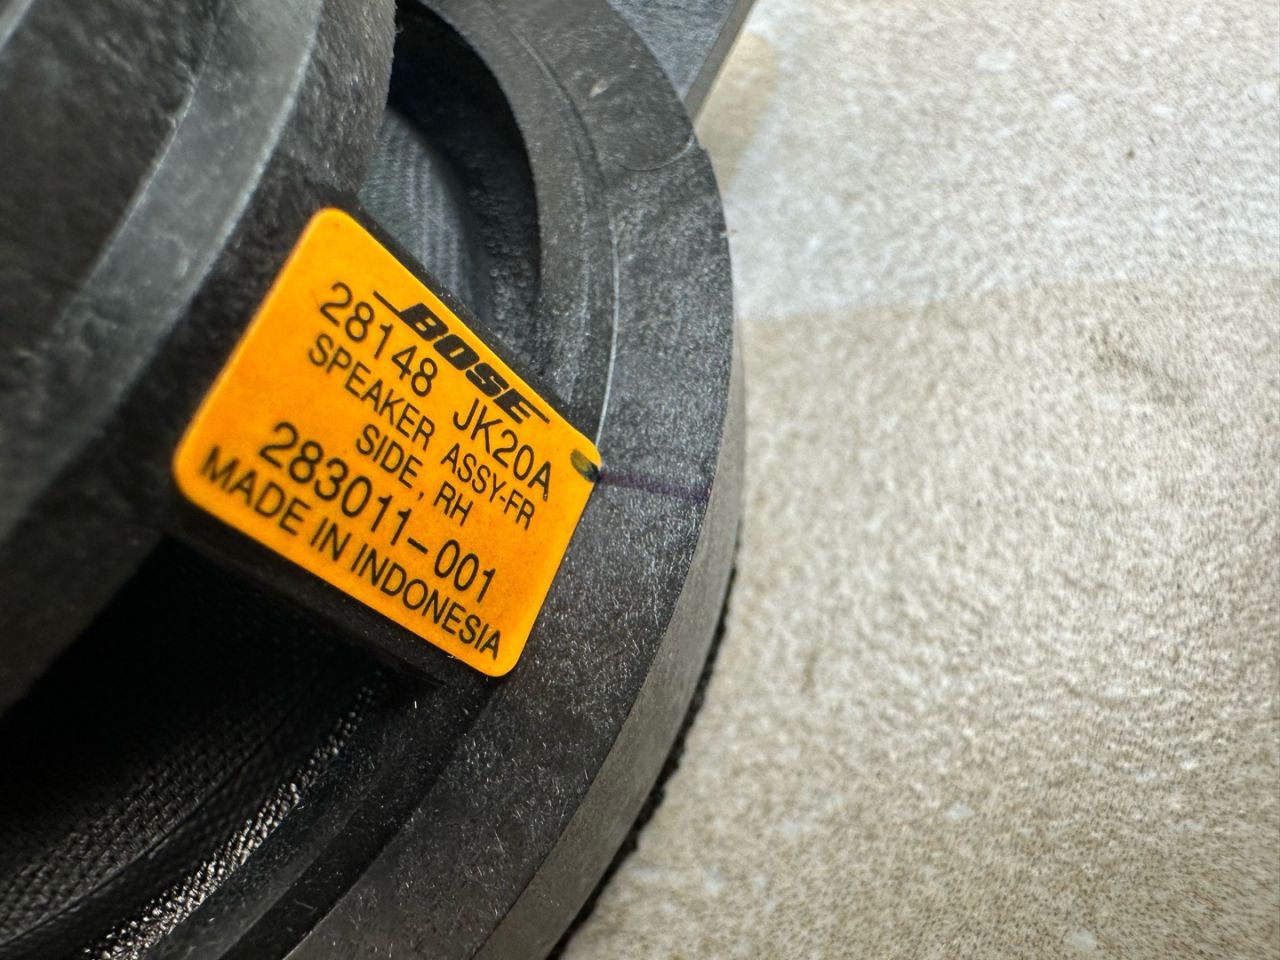 BOSE
28148 JK20A
SPEAKER ASSY-FR
SIDE, RH
283011-001
MADE IN INDONESIA